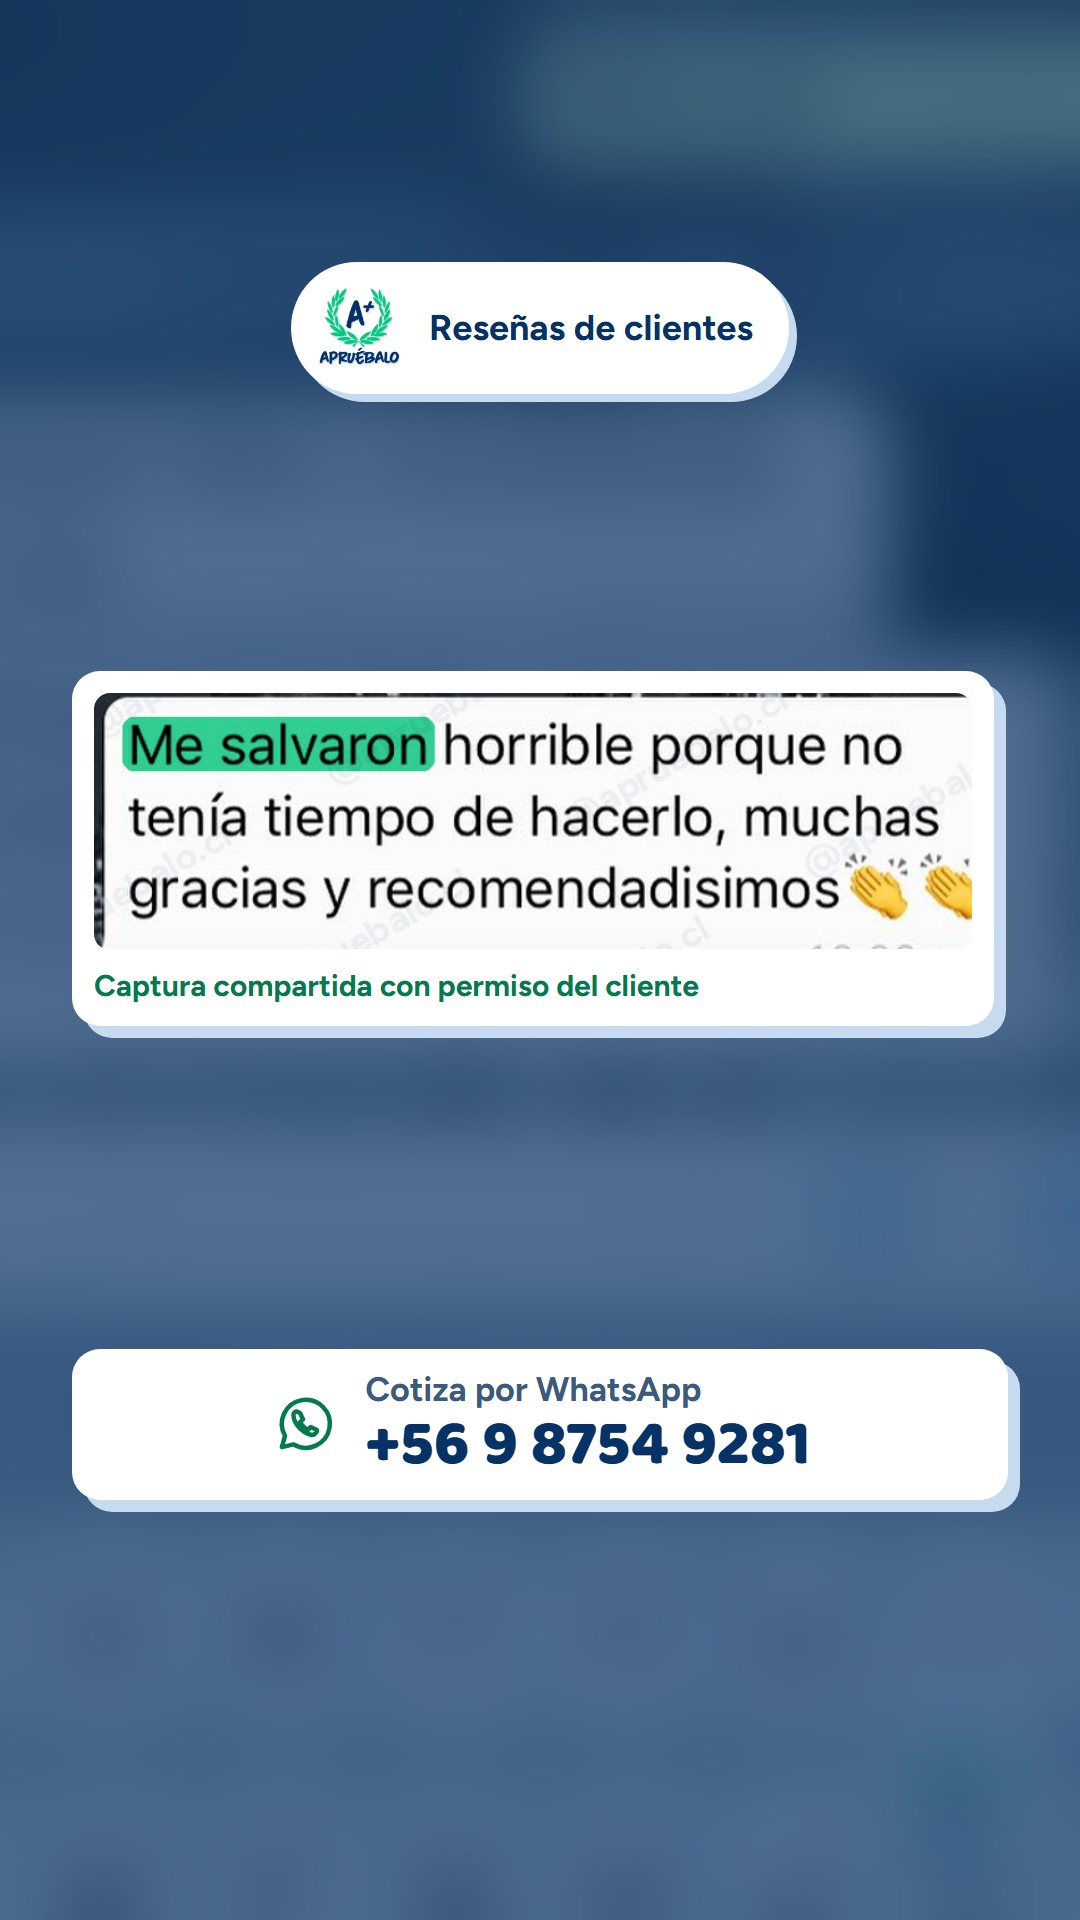 A+
APRUÉBALO
Reseñas de clientes
Me salvaron horrible porque no
tenía tiempo de hacerlo, muchas
gracias y recomendadisimos👏👏
Captura compartida con permiso del cliente
Cotiza por WhatsApp
+56 9 8754 9281